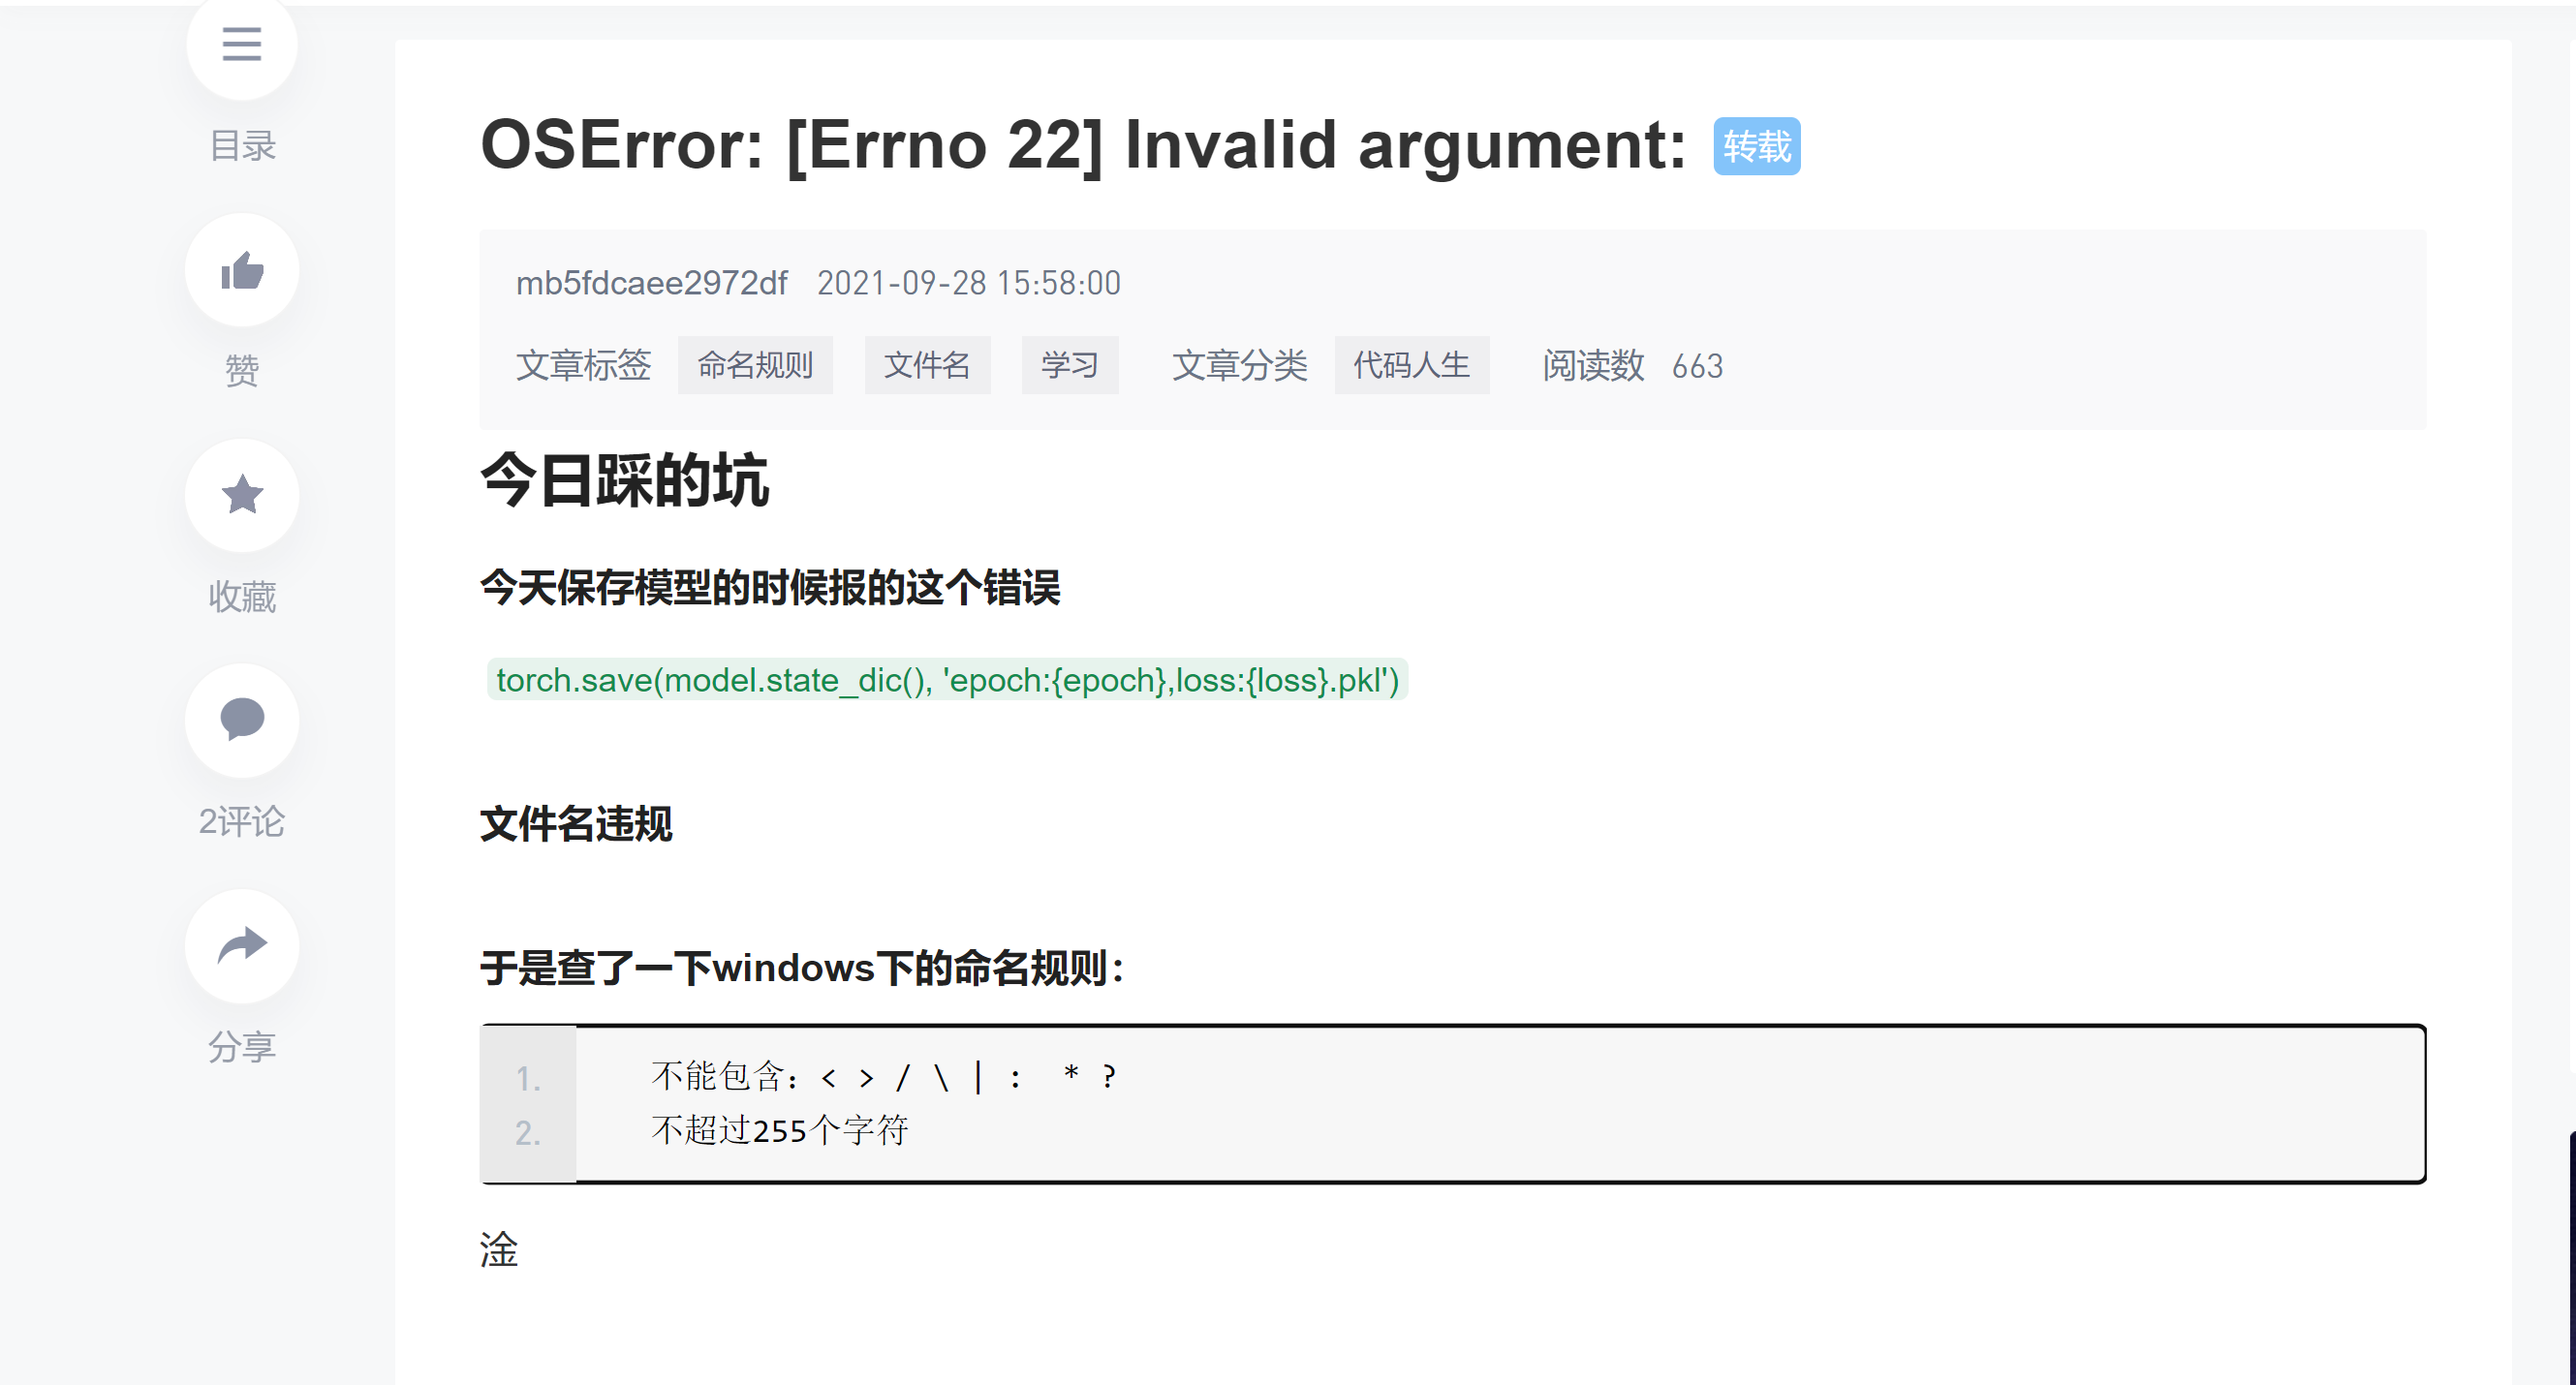 目录
赞
收藏
2评论
分享
OSError: [Errno 22] Invalid argument: 转载
mb5fdcaee2972df 2021-09-28 15:58:00
文章标签 命名规则 文件名 学习 文章分类 代码人生 阅读数 663
今日踩的坑
今天保存模型的时候报的这个错误
torch.save(model.state_dic(), 'epoch:{epoch},loss:{loss}.pkl')
文件名违规
于是查了一下windows下的命名规则：
1. 不能包含：< > / \ | : * ?
2. 不超过255个字符
淦